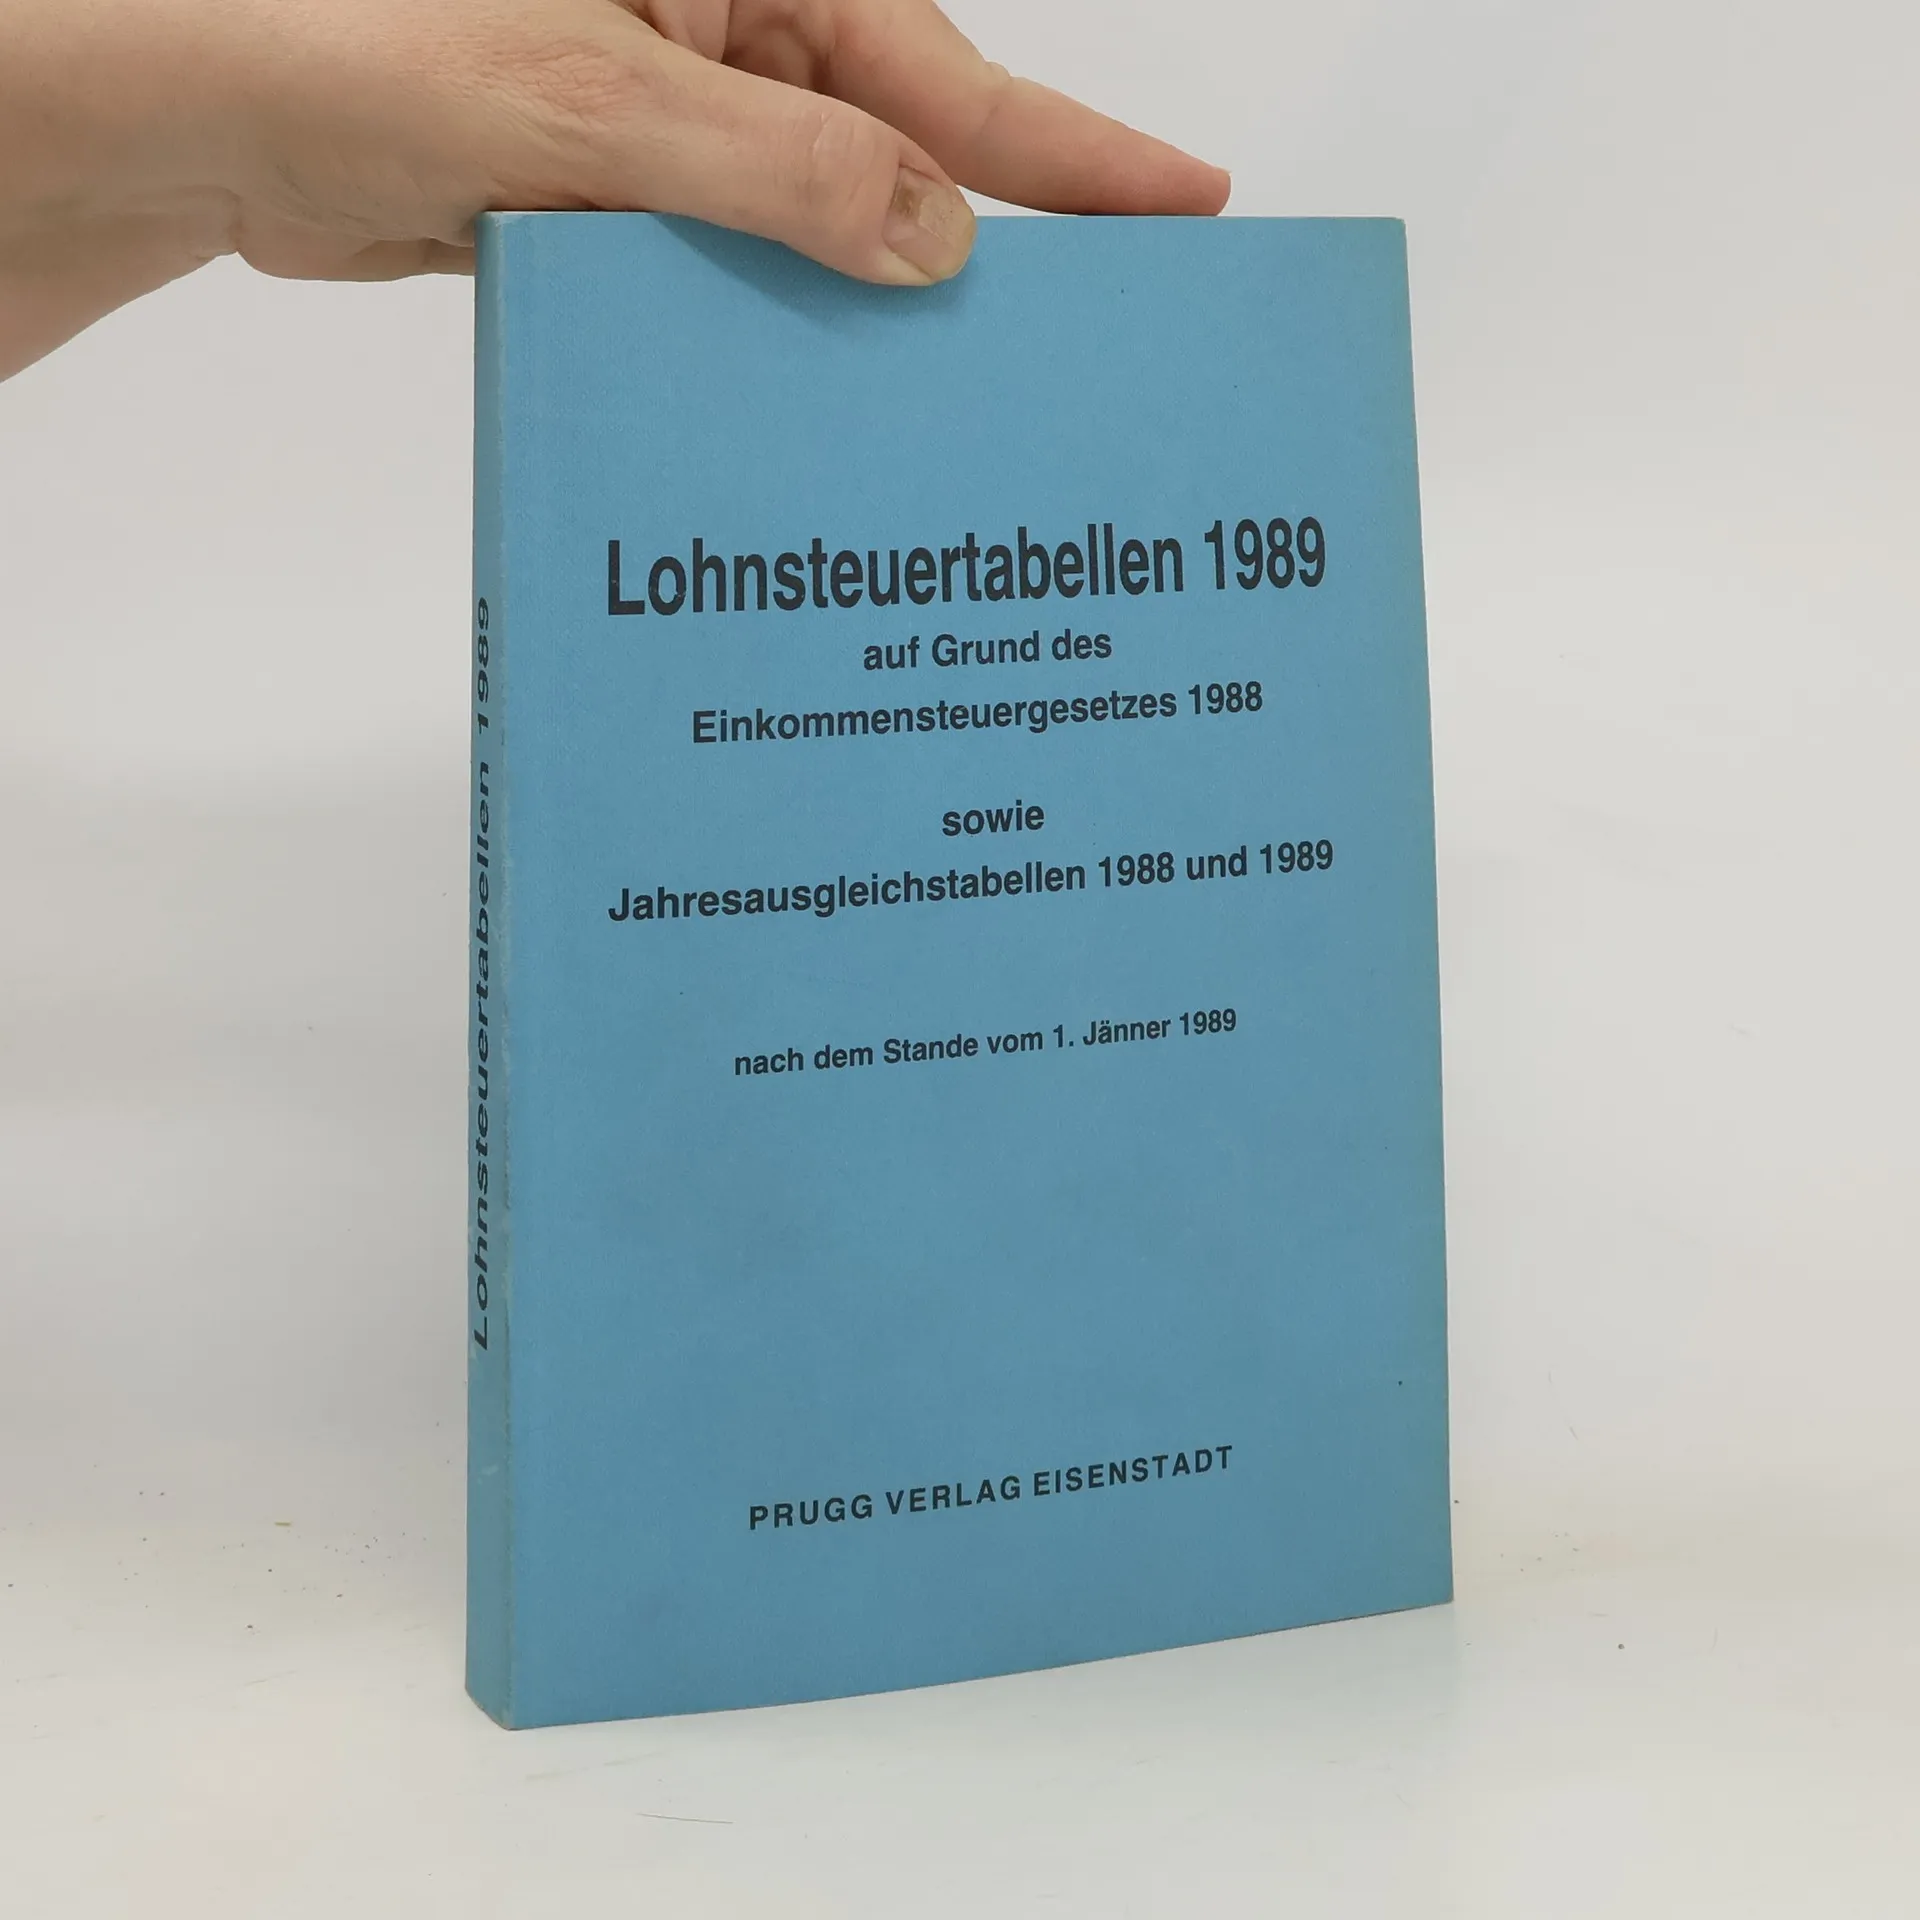 Lohnsteuertabellen 1989
auf Grund des
Einkommensteuergesetzes 1988
sowie
Jahresausgleichstabellen 1988 und 1989
nach dem Stande vom 1. Jänner 1989
PRUGG VERLAG EISENSTADT
Lohnsteuertabellen 1989